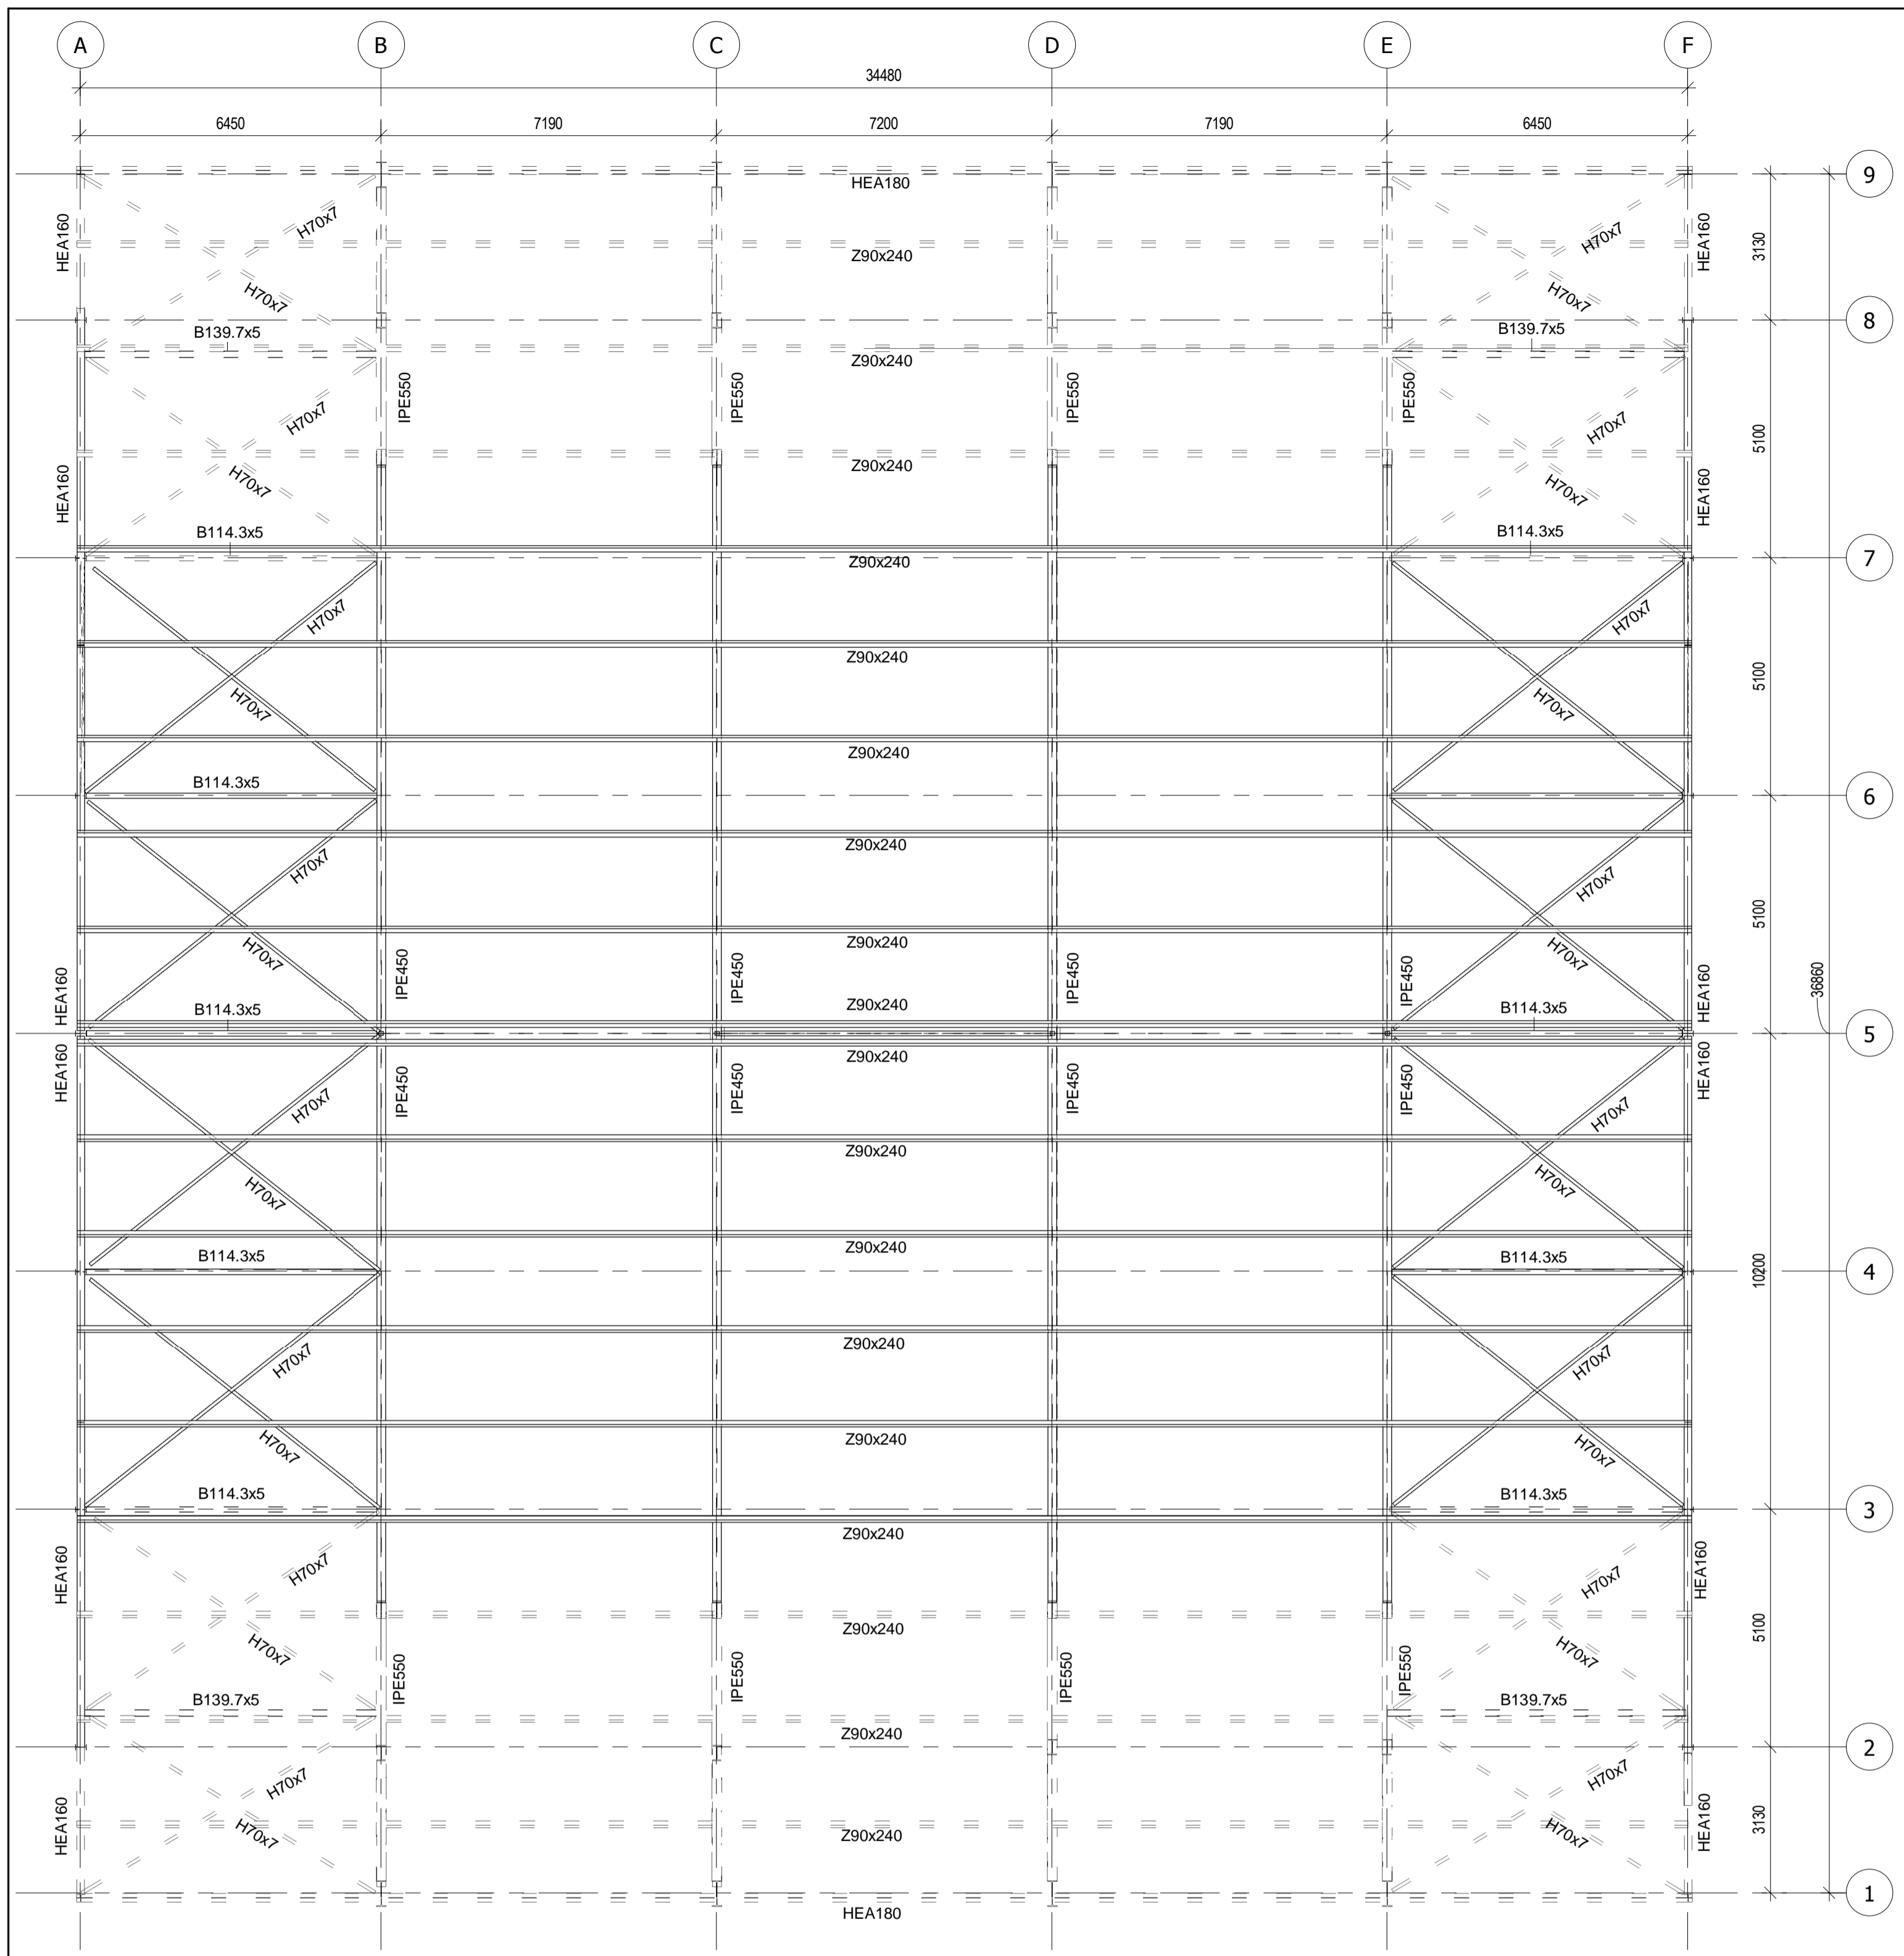 A B C D E F
34480
6450 7190 7200 7190 6450
9
HEA180
H70x7 H70x7
HEA160 HEA160
3130
Z90x240
H70x7 H70x7
8
B139.7x5 B139.7x5
Z90x240
IPE550 IPE550 IPE550 IPE550
H70x7 H70x7
5100
Z90x240
H70x7 H70x7
HEA160 HEA160
B114.3x5 B114.3x5
7
Z90x240
H70x7 H70x7
Z90x240
5100
H70x7 H70x7
Z90x240
B114.3x5
6
Z90x240
H70x7 H70x7
5100
Z90x240
H70x7 H70x7
IPE450 IPE450 IPE450 IPE450
HEA160 HEA160
36860
Z90x240
B114.3x5 B114.3x5
5
Z90x240
HEA160 HEA160
IPE450 IPE450 IPE450 IPE450
H70x7 H70x7
Z90x240
H70x7 H70x7
Z90x240
B114.3x5 B114.3x5
10200
4
Z90x240
H70x7 H70x7
Z90x240
H70x7 H70x7
B114.3x5 B114.3x5
3
Z90x240
HEA160 HEA160
H70x7 H70x7
Z90x240
5100
H70x7 H70x7
IPE550 IPE550 IPE550 IPE550
B139.7x5 B139.7x5
Z90x240
2
H70x7 H70x7
HEA160 HEA160
3130
H70x7 H70x7
Z90x240
1
HEA180